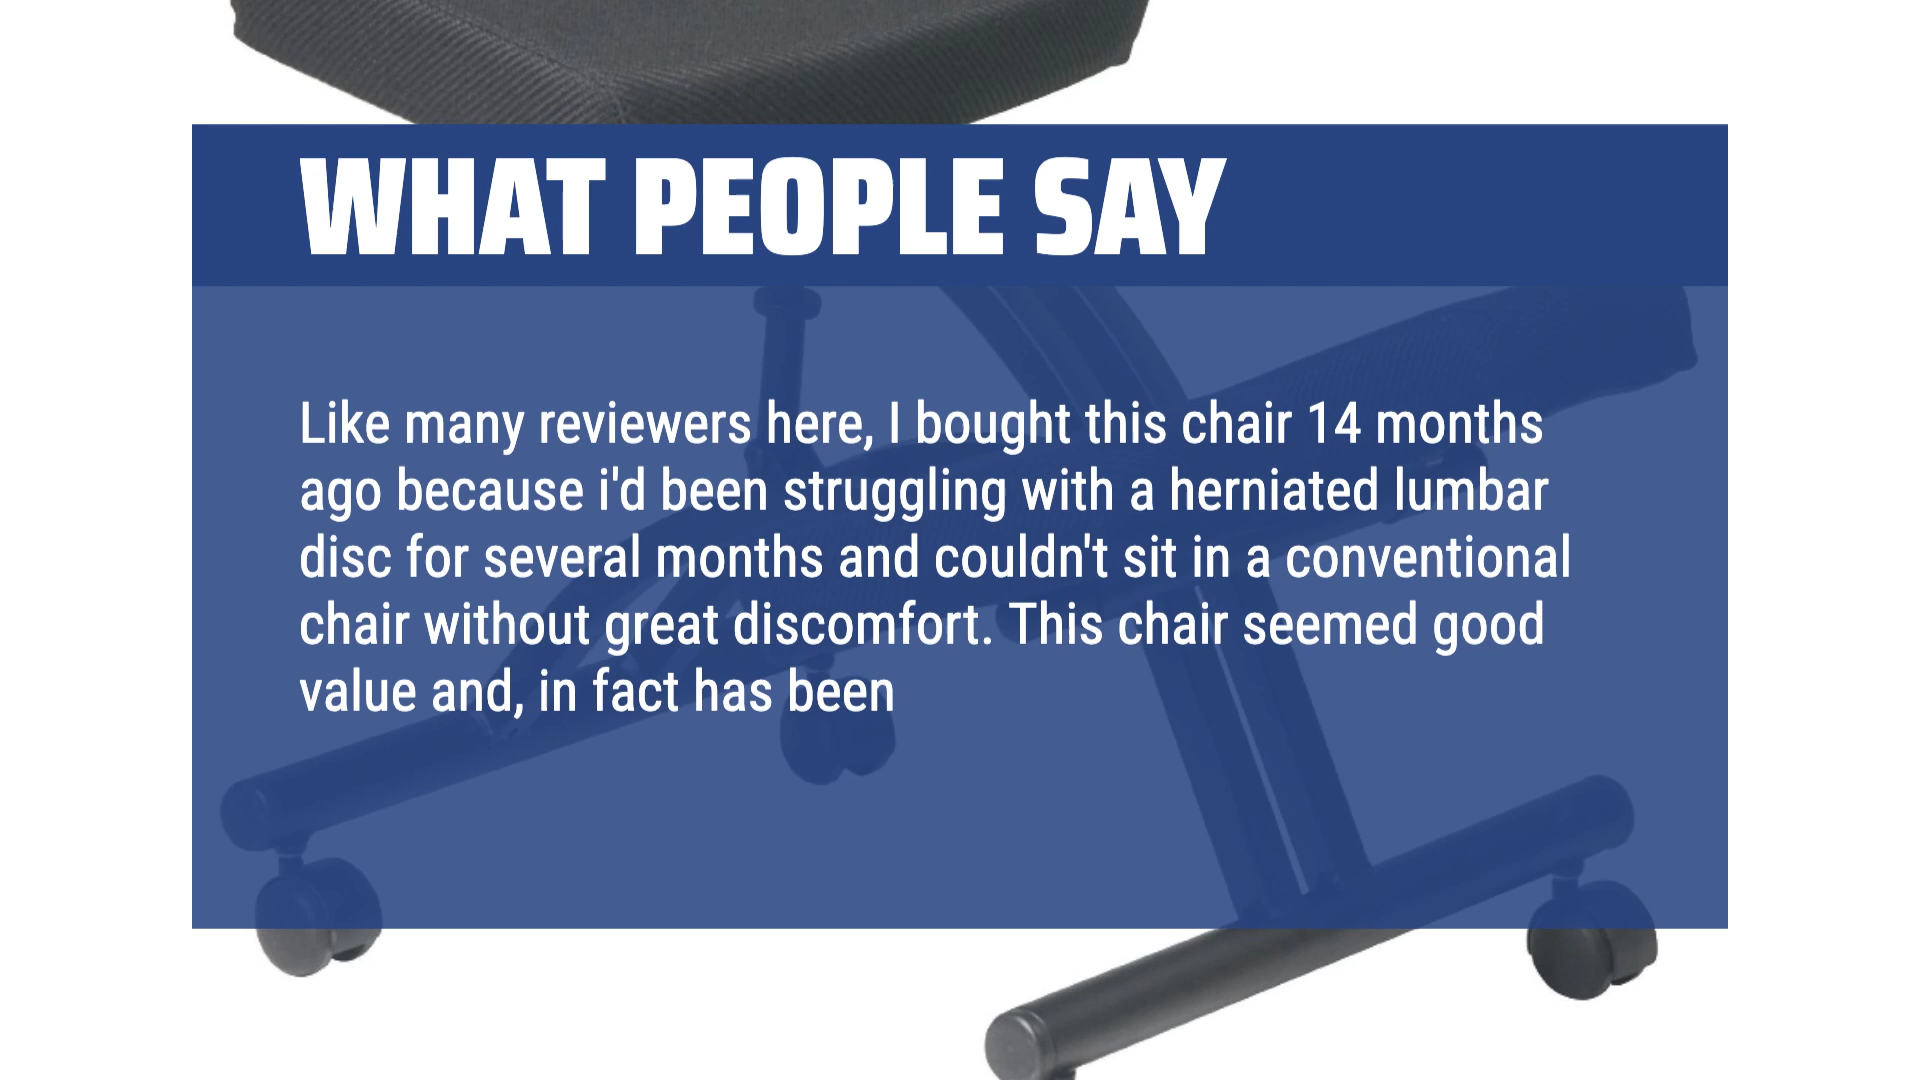 WHAT PEOPLE SAY
Like many reviewers here, I bought this chair 14 months
ago because i'd been struggling with a herniated lumbar
disc for several months and couldn't sit in a conventional
chair without great discomfort. This chair seemed good
value and, in fact has been